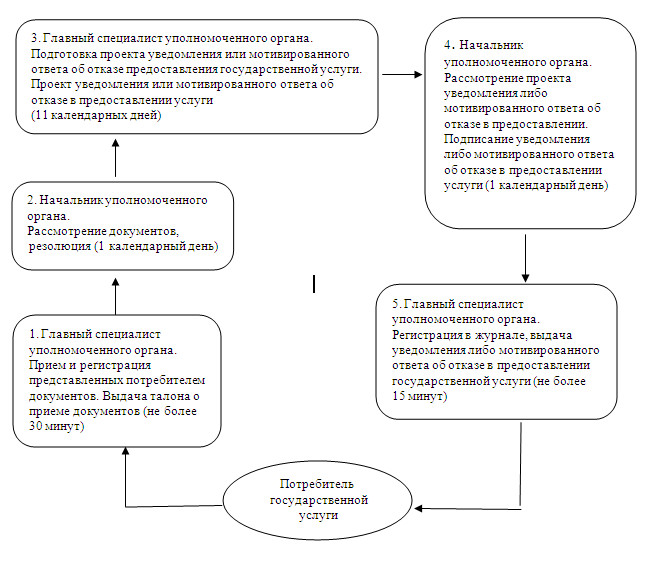 3. Главный специалист уполномоченного органа.
Подготовка проекта уведомления или мотивированного
ответа об отказе предоставления государственной услуги.
Проект уведомления или мотивированного ответа об
отказе в предоставлении услуги
(11 календарных дней)
4. Начальник
уполномоченного органа.
Рассмотрение проекта
уведомления либо
мотивированного ответа об
отказе в предоставлении.
Подписание уведомления
либо мотивированного ответа
об отказе в предоставлении
услуги (1 календарный день)
2. Начальник уполномоченного
органа.
Рассмотрение документов,
резолюция (1 календарный день)
1. Главный специалист
уполномоченного органа.
Прием и регистрация
представленных потребителем
документов. Выдача талона о
приеме документов (не более
30 минут)
5. Главный специалист
уполномоченного органа.
Регистрация в журнале, выдача
уведомления либо мотивированного
ответа об отказе в предоставлении
государственной услуги (не более
15 минут)
Потребитель
государственной
услуги